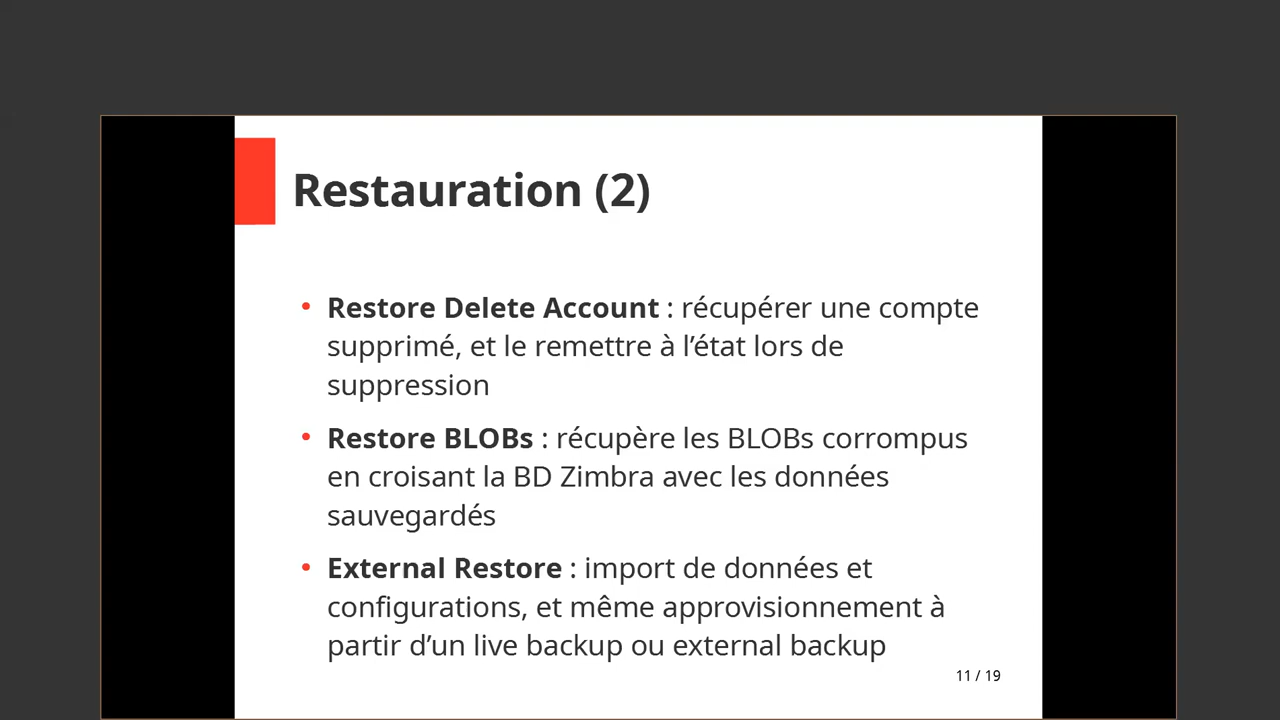 Restauration (2)
• Restore Delete Account : récupérer une compte
supprimé, et le remettre à l’état lors de
suppression
• Restore BLOBs : récupère les BLOBs corrompus
en croisant la BD Zimbra avec les données
sauvegardés
• External Restore : import de données et
configurations, et même approvisionnement à
partir d’un live backup ou external backup
11 / 19